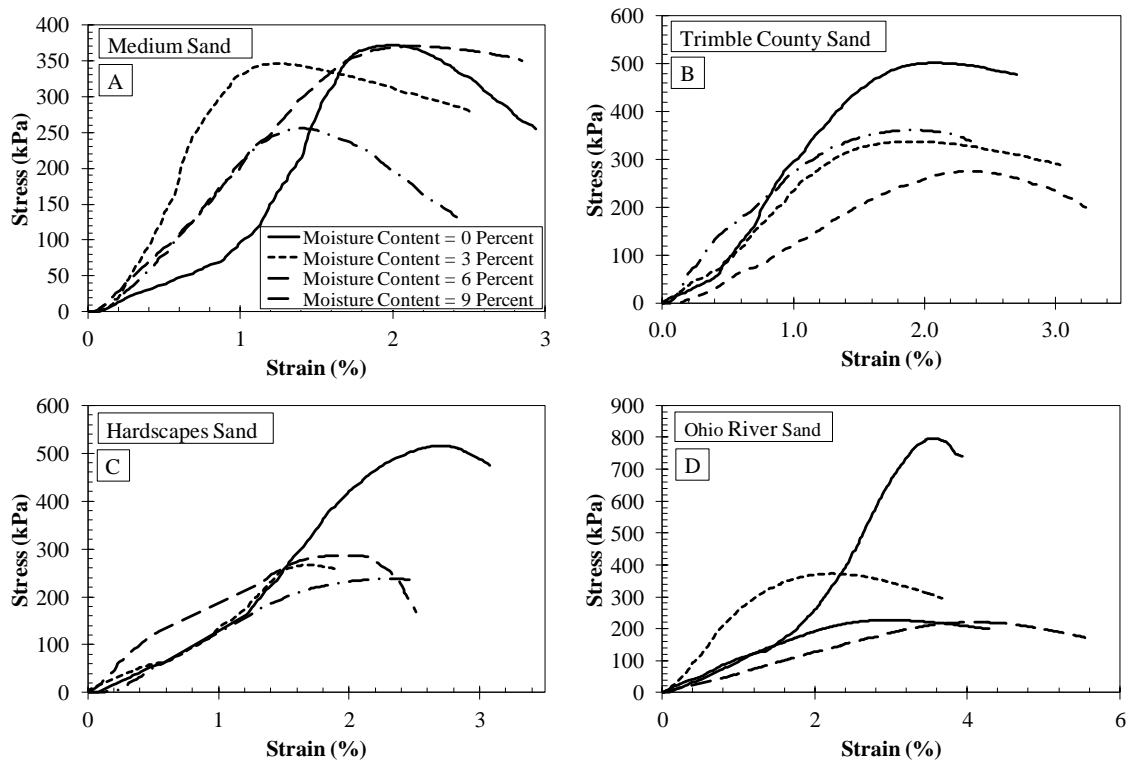 Medium Sand
A
400
350
300
250
200
150
100
50
0
Stress (kPa)
Moisture Content = 0 Percent
Moisture Content = 3 Percent
Moisture Content = 6 Percent
Moisture Content = 9 Percent
0 1 2 3
Strain (%)
Trimble County Sand
B
600
500
400
300
200
100
0
Stress (kPa)
0.0 1.0 2.0 3.0
Strain (%)
Hardscapes Sand
C
600
500
400
300
200
100
0
Stress (kPa)
0 1 2 3
Strain (%)
Ohio River Sand
D
900
800
700
600
500
400
300
200
100
0
Stress (kPa)
0 2 4 6
Strain (%)